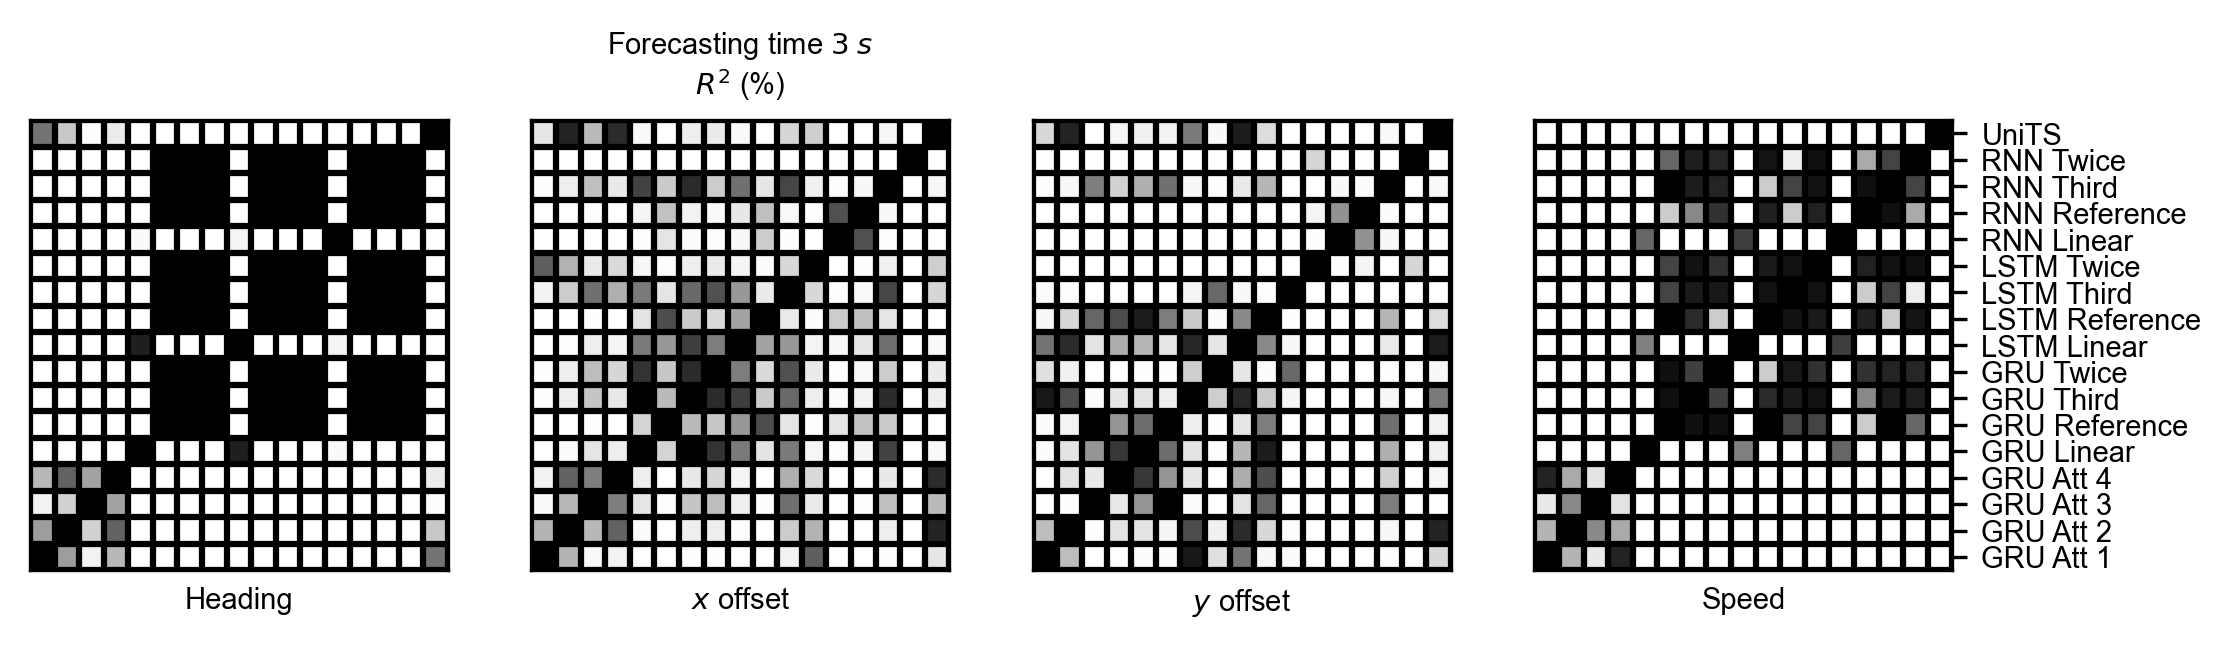 Forecasting time 3 s
R² (%)
UniTS
RNN Twice
RNN Third
RNN Reference
RNN Linear
LSTM Twice
LSTM Third
LSTM Reference
LSTM Linear
GRU Twice
GRU Third
GRU Reference
GRU Linear
GRU Att 4
GRU Att 3
GRU Att 2
GRU Att 1
Heading
x offset
y offset
Speed